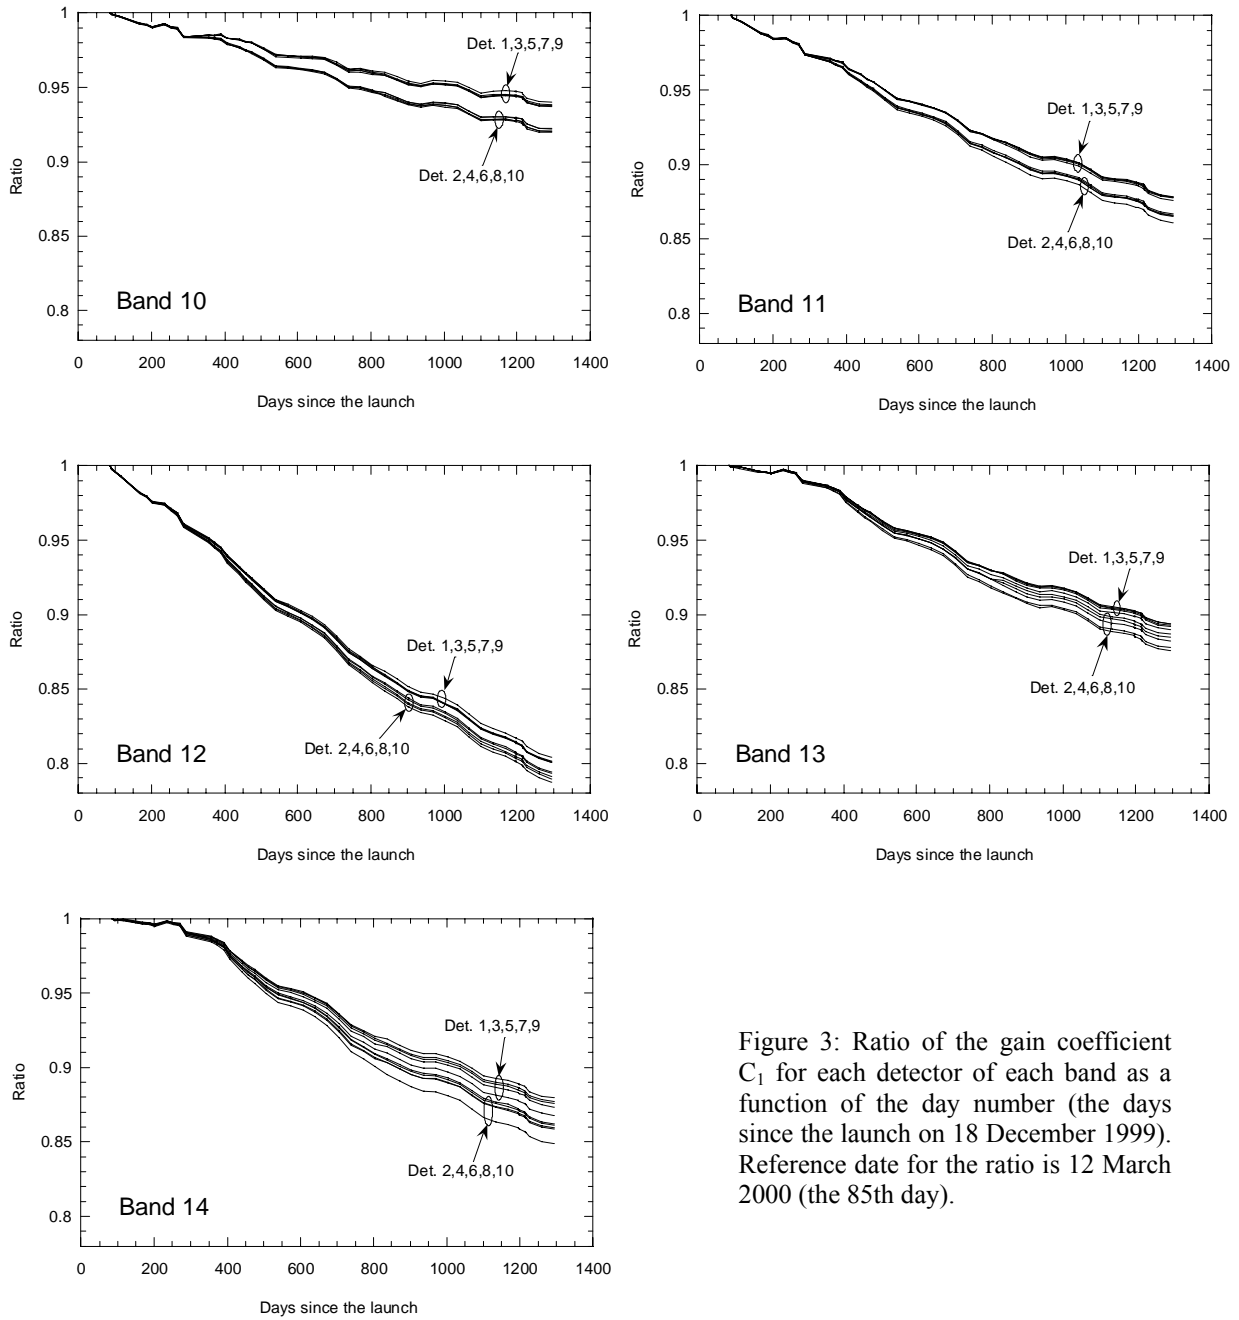 1
0.95
0.9
0.85
0.8
Ratio
Det. 1,3,5,7,9
Det. 2,4,6,8,10
Band 10
0 200 400 600 800 1000 1200 1400
Days since the launch
1
0.95
0.9
0.85
0.8
Ratio
Det. 1,3,5,7,9
Det. 2,4,6,8,10
Band 11
0 200 400 600 800 1000 1200 1400
Days since the launch
1
0.95
0.9
0.85
0.8
Ratio
Det. 1,3,5,7,9
Det. 2,4,6,8,10
Band 12
0 200 400 600 800 1000 1200 1400
Days since the launch
1
0.95
0.9
0.85
0.8
Ratio
Det. 1,3,5,7,9
Det. 2,4,6,8,10
Band 13
0 200 400 600 800 1000 1200 1400
Days since the launch
1
0.95
0.9
0.85
0.8
Ratio
Det. 1,3,5,7,9
Det. 2,4,6,8,10
Band 14
0 200 400 600 800 1000 1200 1400
Days since the launch
Figure 3: Ratio of the gain coefficient
C₁ for each detector of each band as a
function of the day number (the days
since the launch on 18 December 1999).
Reference date for the ratio is 12 March
2000 (the 85th day).